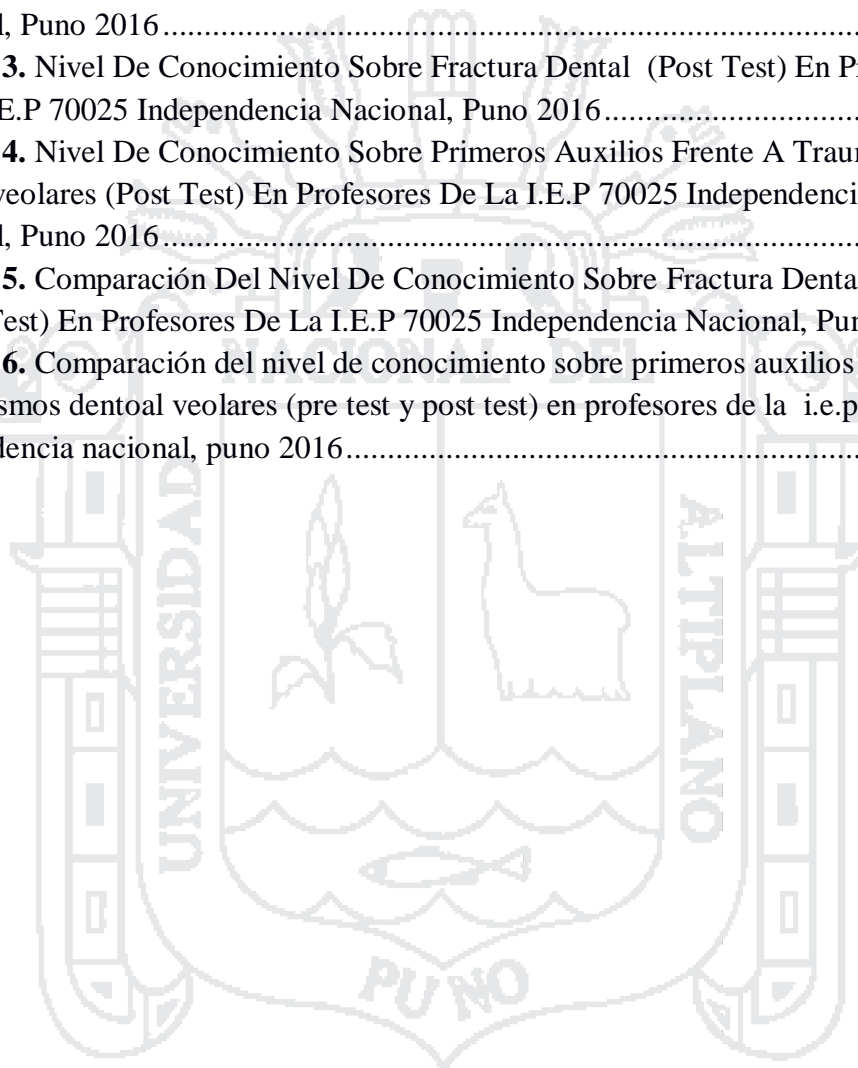 l, Puno 2016
3. Nivel De Conocimiento Sobre Fractura Dental (Post Test) En Pr
E.P 70025 Independencia Nacional, Puno 2016
4. Nivel De Conocimiento Sobre Primeros Auxilios Frente A Traum
veolares (Post Test) En Profesores De La I.E.P 70025 Independenci
l, Puno 2016
5. Comparación Del Nivel De Conocimiento Sobre Fractura Denta
Test) En Profesores De La I.E.P 70025 Independencia Nacional, Pun
6. Comparación del nivel de conocimiento sobre primeros auxilios
smos dentoal veolares (pre test y post test) en profesores de la i.e.p
dencia nacional, puno 2016
NACIONAL DEL
UNIVERSIDAD
ALTIPLANO
PUNO